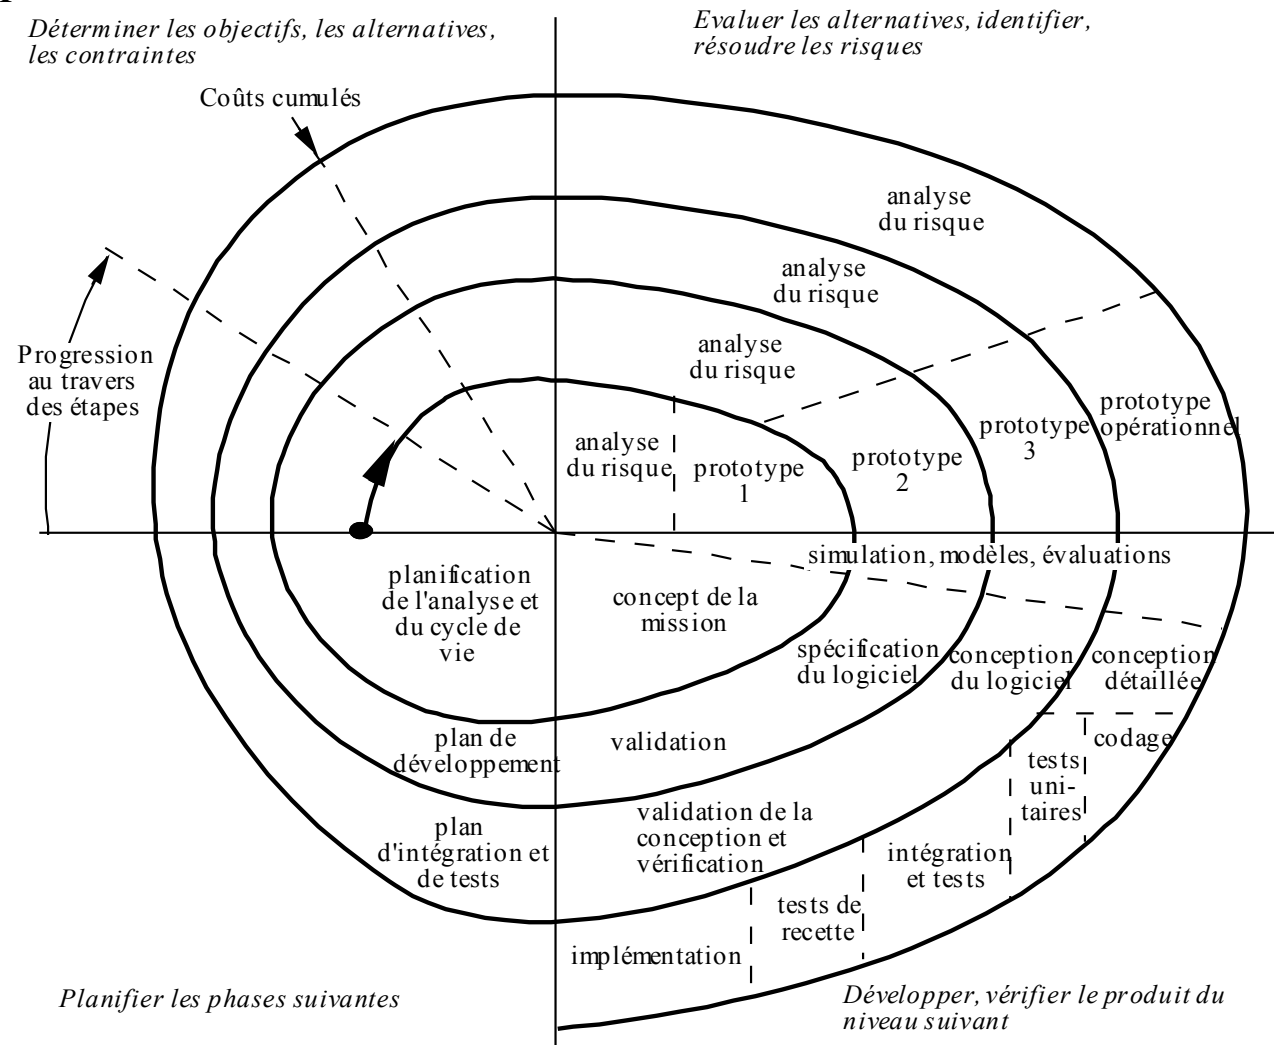 Déterminer les objectifs, les alternatives,
les contraintes
Evaluer les alternatives, identifier,
résoudre les risques
Coûts cumulés
analyse
du risque
analyse
du risque
analyse
du risque
Progression
au travers
des étapes
analyse
du risque
prototype
1
prototype
2
prototype
3
prototype
opérationnel
simulation, modèles, évaluations
planification
de l'analyse et
du cycle de
vie
concept de la
mission
spécification
du logiciel
conception
du logiciel
conception
détaillée
plan de
développement
validation
codage
tests
uni-
taires
plan
d'intégration et
de tests
validation de la
conception et
vérification
intégration
et tests
tests de
recette
implémentation
Planifier les phases suivantes
Développer, vérifier le produit du
niveau suivant